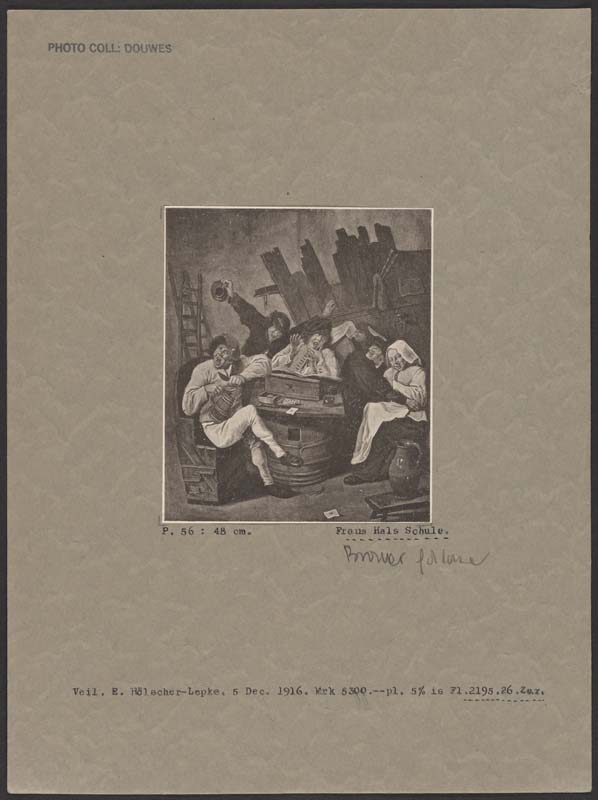 PHOTO COLL: DOUWES
P. 56 : 48 cm.
Frans Hals Schule.
Brouwer
Veil. E. Hölscher-Lepke, 5 Dec. 1916. Mrk 5300.--pl. 5% is Fl.2195.26.Zur.